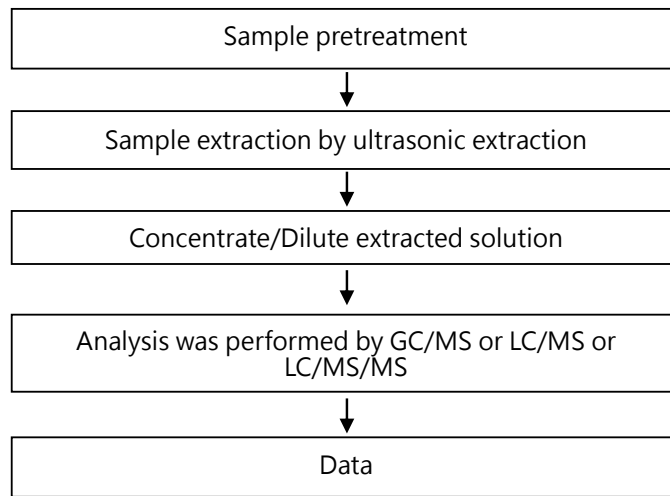 Sample pretreatment
Sample extraction by ultrasonic extraction
Concentrate/Dilute extracted solution
Analysis was performed by GC/MS or LC/MS or
LC/MS/MS
Data